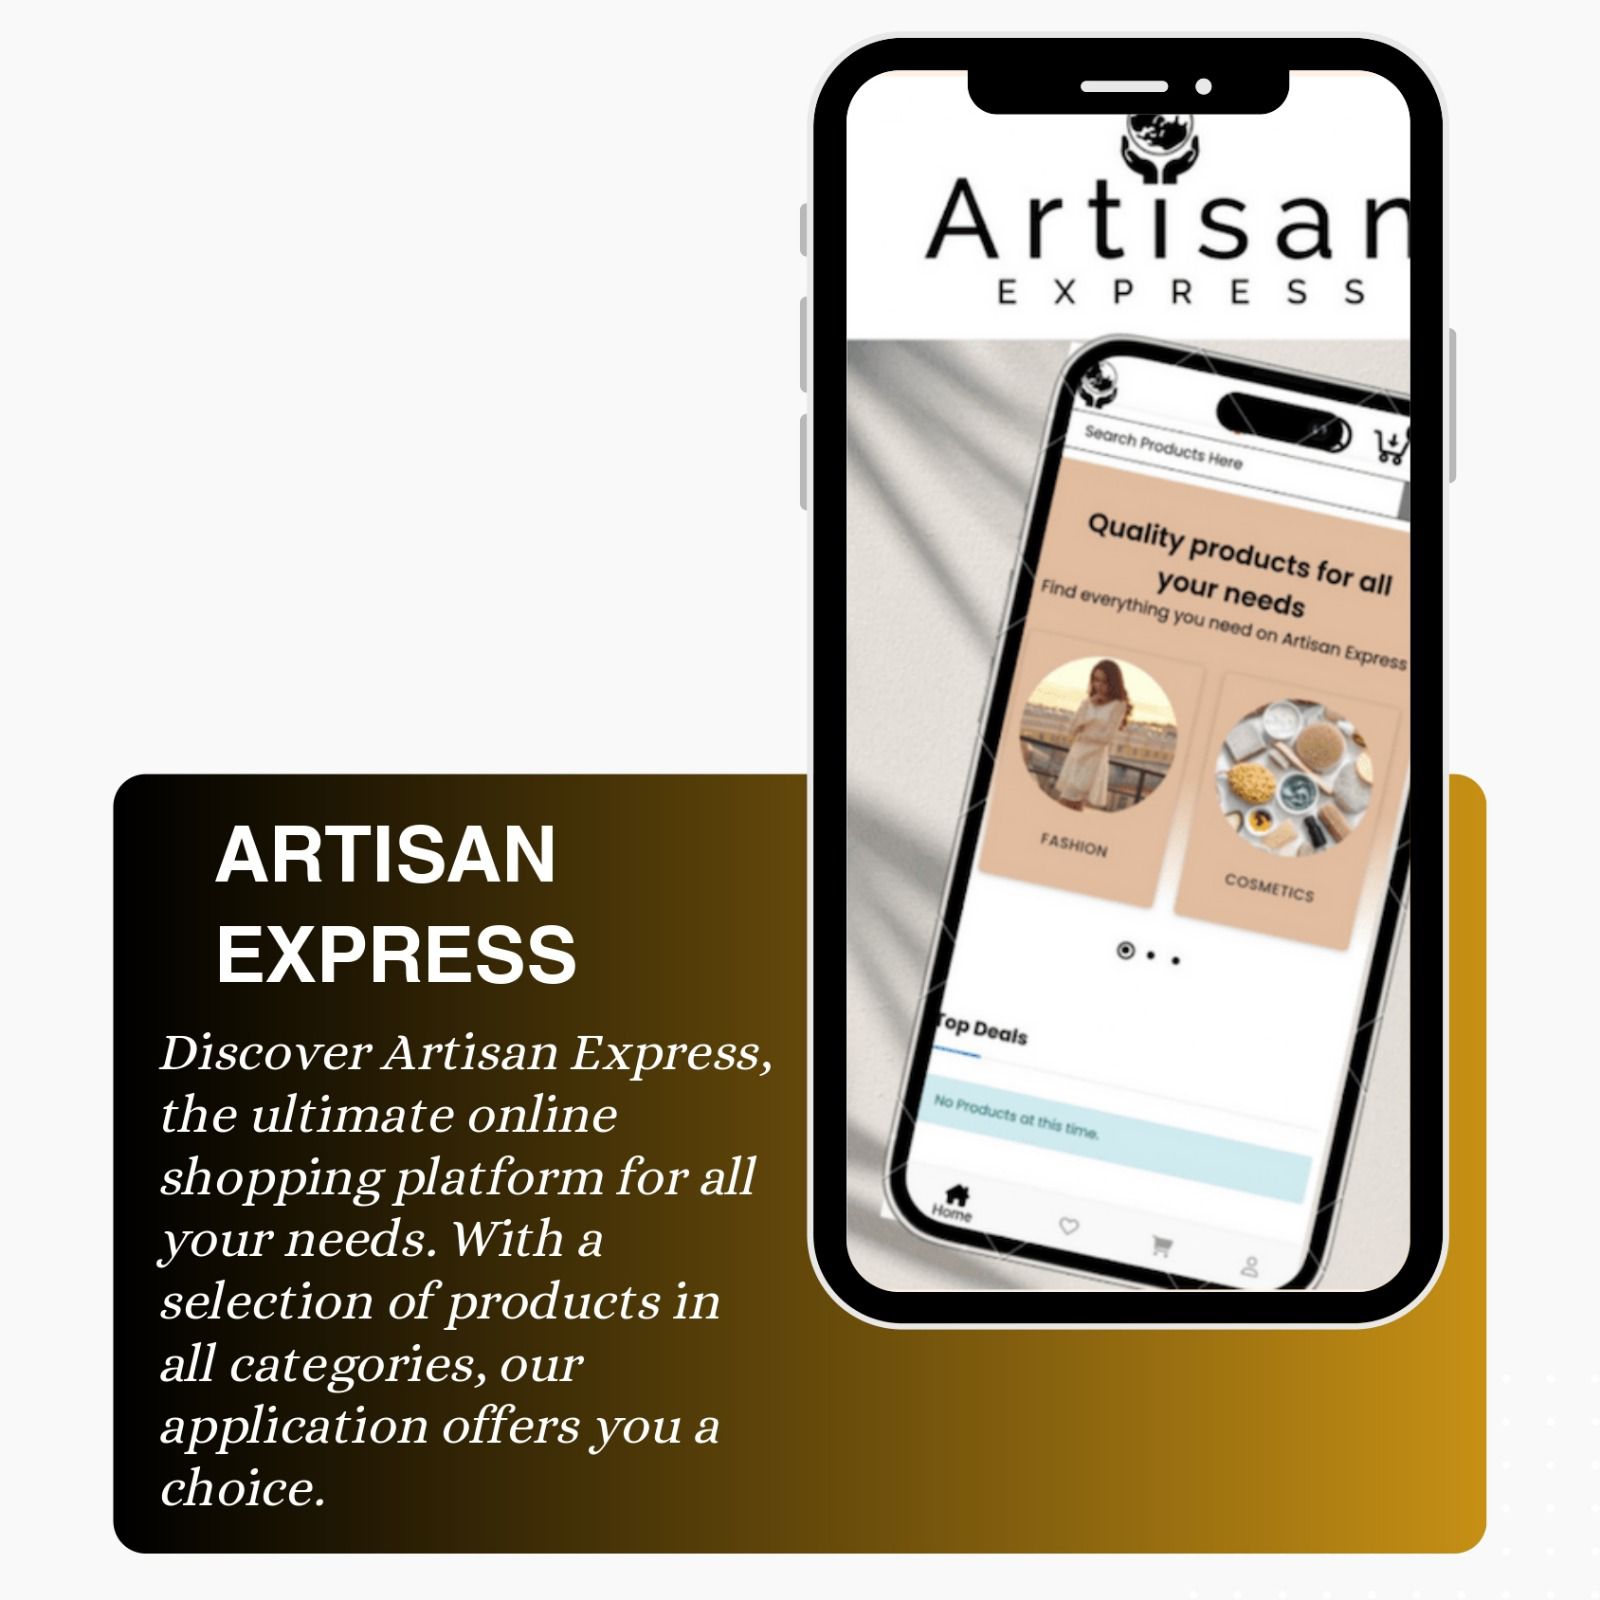 Artisan
EXPRESS
Search Products Here
Quality products for all
your needs
Find everything you need on Artisan Express
FASHION
COSMETICS
Top Deals
No Products at this time.
Home
ARTISAN
EXPRESS
Discover Artisan Express,
the ultimate online
shopping platform for all
your needs. With a
selection of products in
all categories, our
application offers you a
choice.